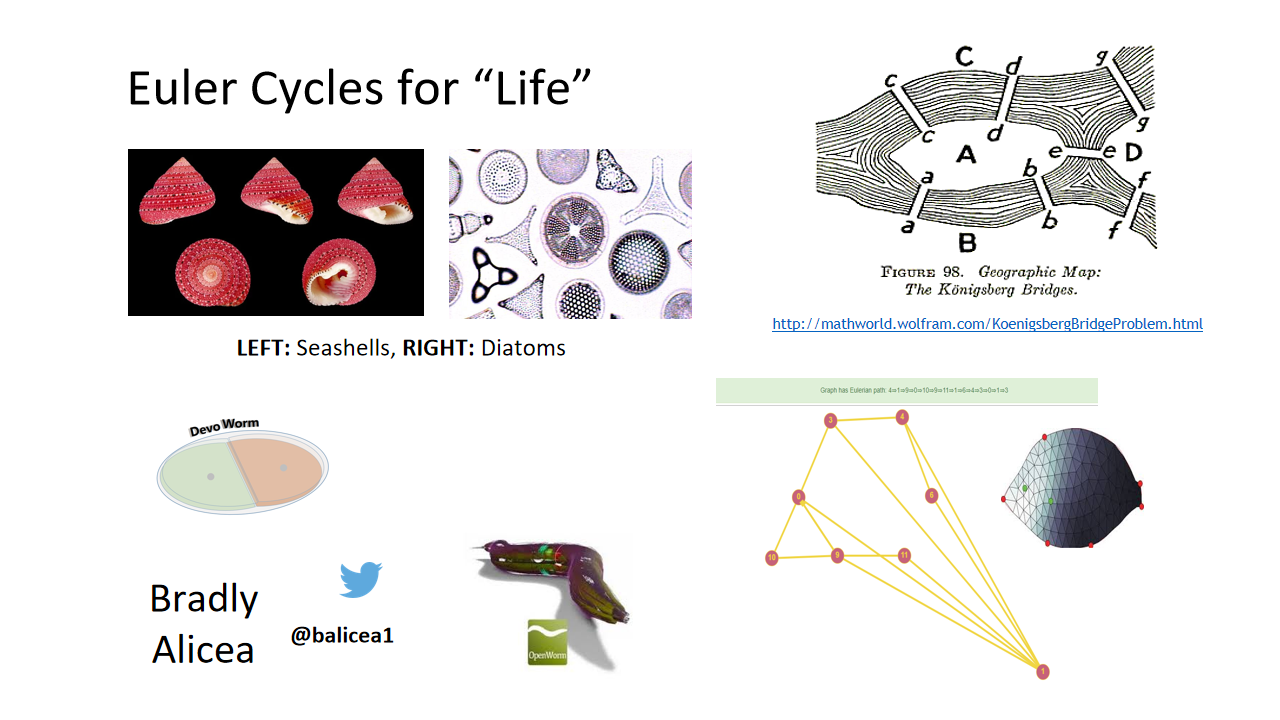 Euler Cycles for “Life”
LEFT: Seashells, RIGHT: Diatoms
C
c
d
g
c
d
g
A
e
e
D
a
b
f
a
B
b
f
FIGURE 98. Geographic Map:
The Königsberg Bridges.
http://mathworld.wolfram.com/KoenigsbergBridgeProblem.html
Graph has Eulerian path: 4⇒1⇒9⇒0⇒10⇒9⇒11⇒1⇒6⇒4⇒3⇒0⇒1⇒3
3
4
0
6
10
9
11
1
Devo Worm
Bradly
Alicea
@balicea1
OpenWorm